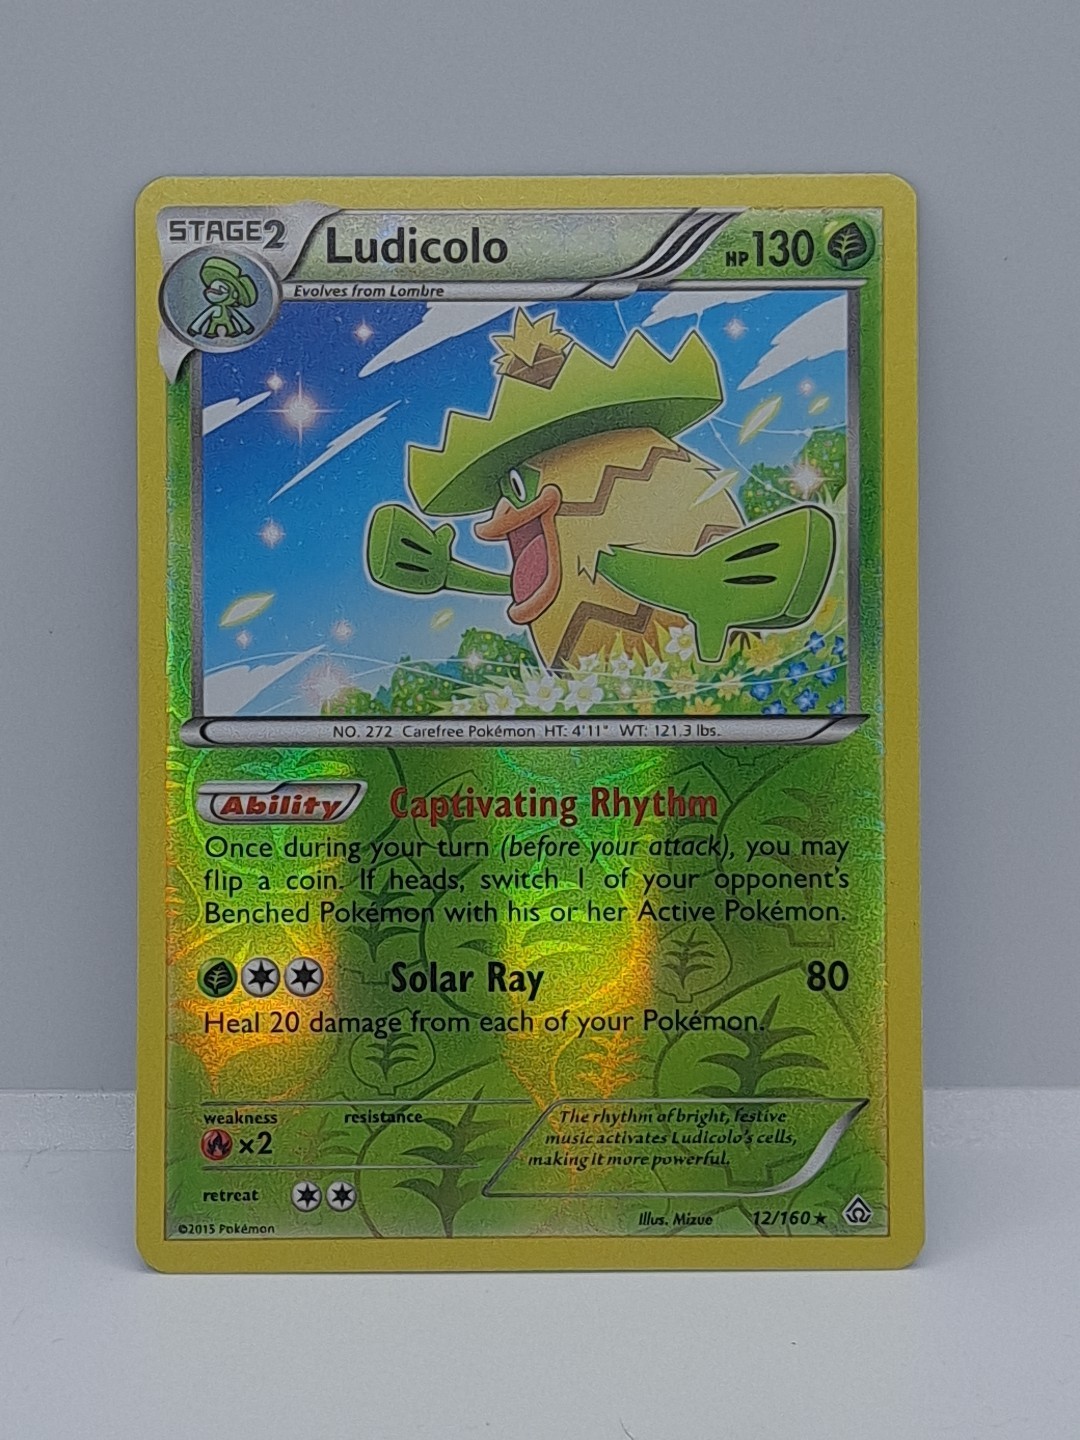 STAGE2 Ludicolo HP130
Evolves from Lombre
NO. 272 Carefree Pokémon HT: 4'11" WT: 121.3 lbs.
Ability Captivating Rhythm
Once during your turn (before your attack), you may
flip a coin. If heads, switch 1 of your opponent's
Benched Pokémon with his or her Active Pokémon.
Solar Ray 80
Heal 20 damage from each of your Pokémon.
weakness resistance
×2
The rhythm of bright, festive
music activates Ludicolo's cells,
making it more powerful.
retreat
©2015 Pokémon Illus. Mizue 12/160★